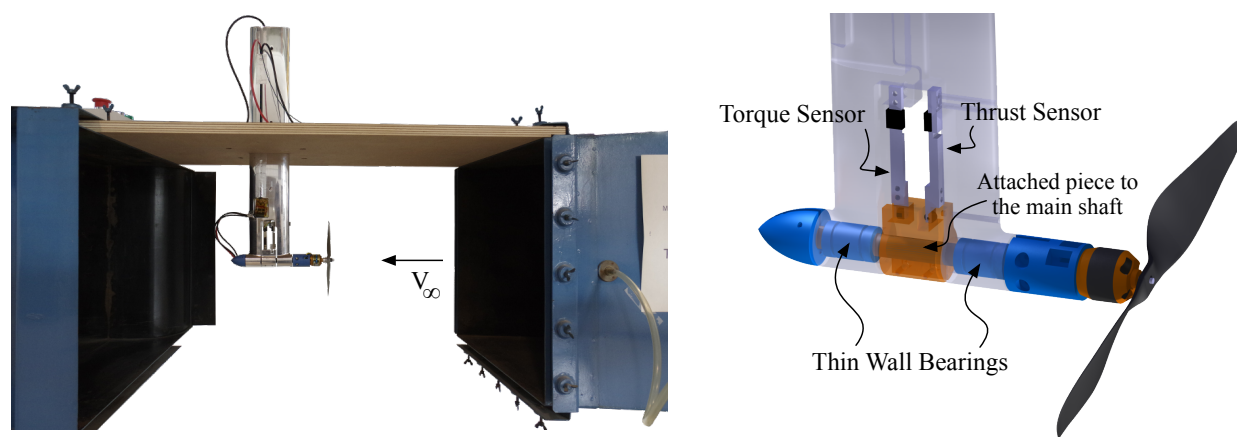 V∞
Torque Sensor
Thrust Sensor
Attached piece to
the main shaft
Thin Wall Bearings